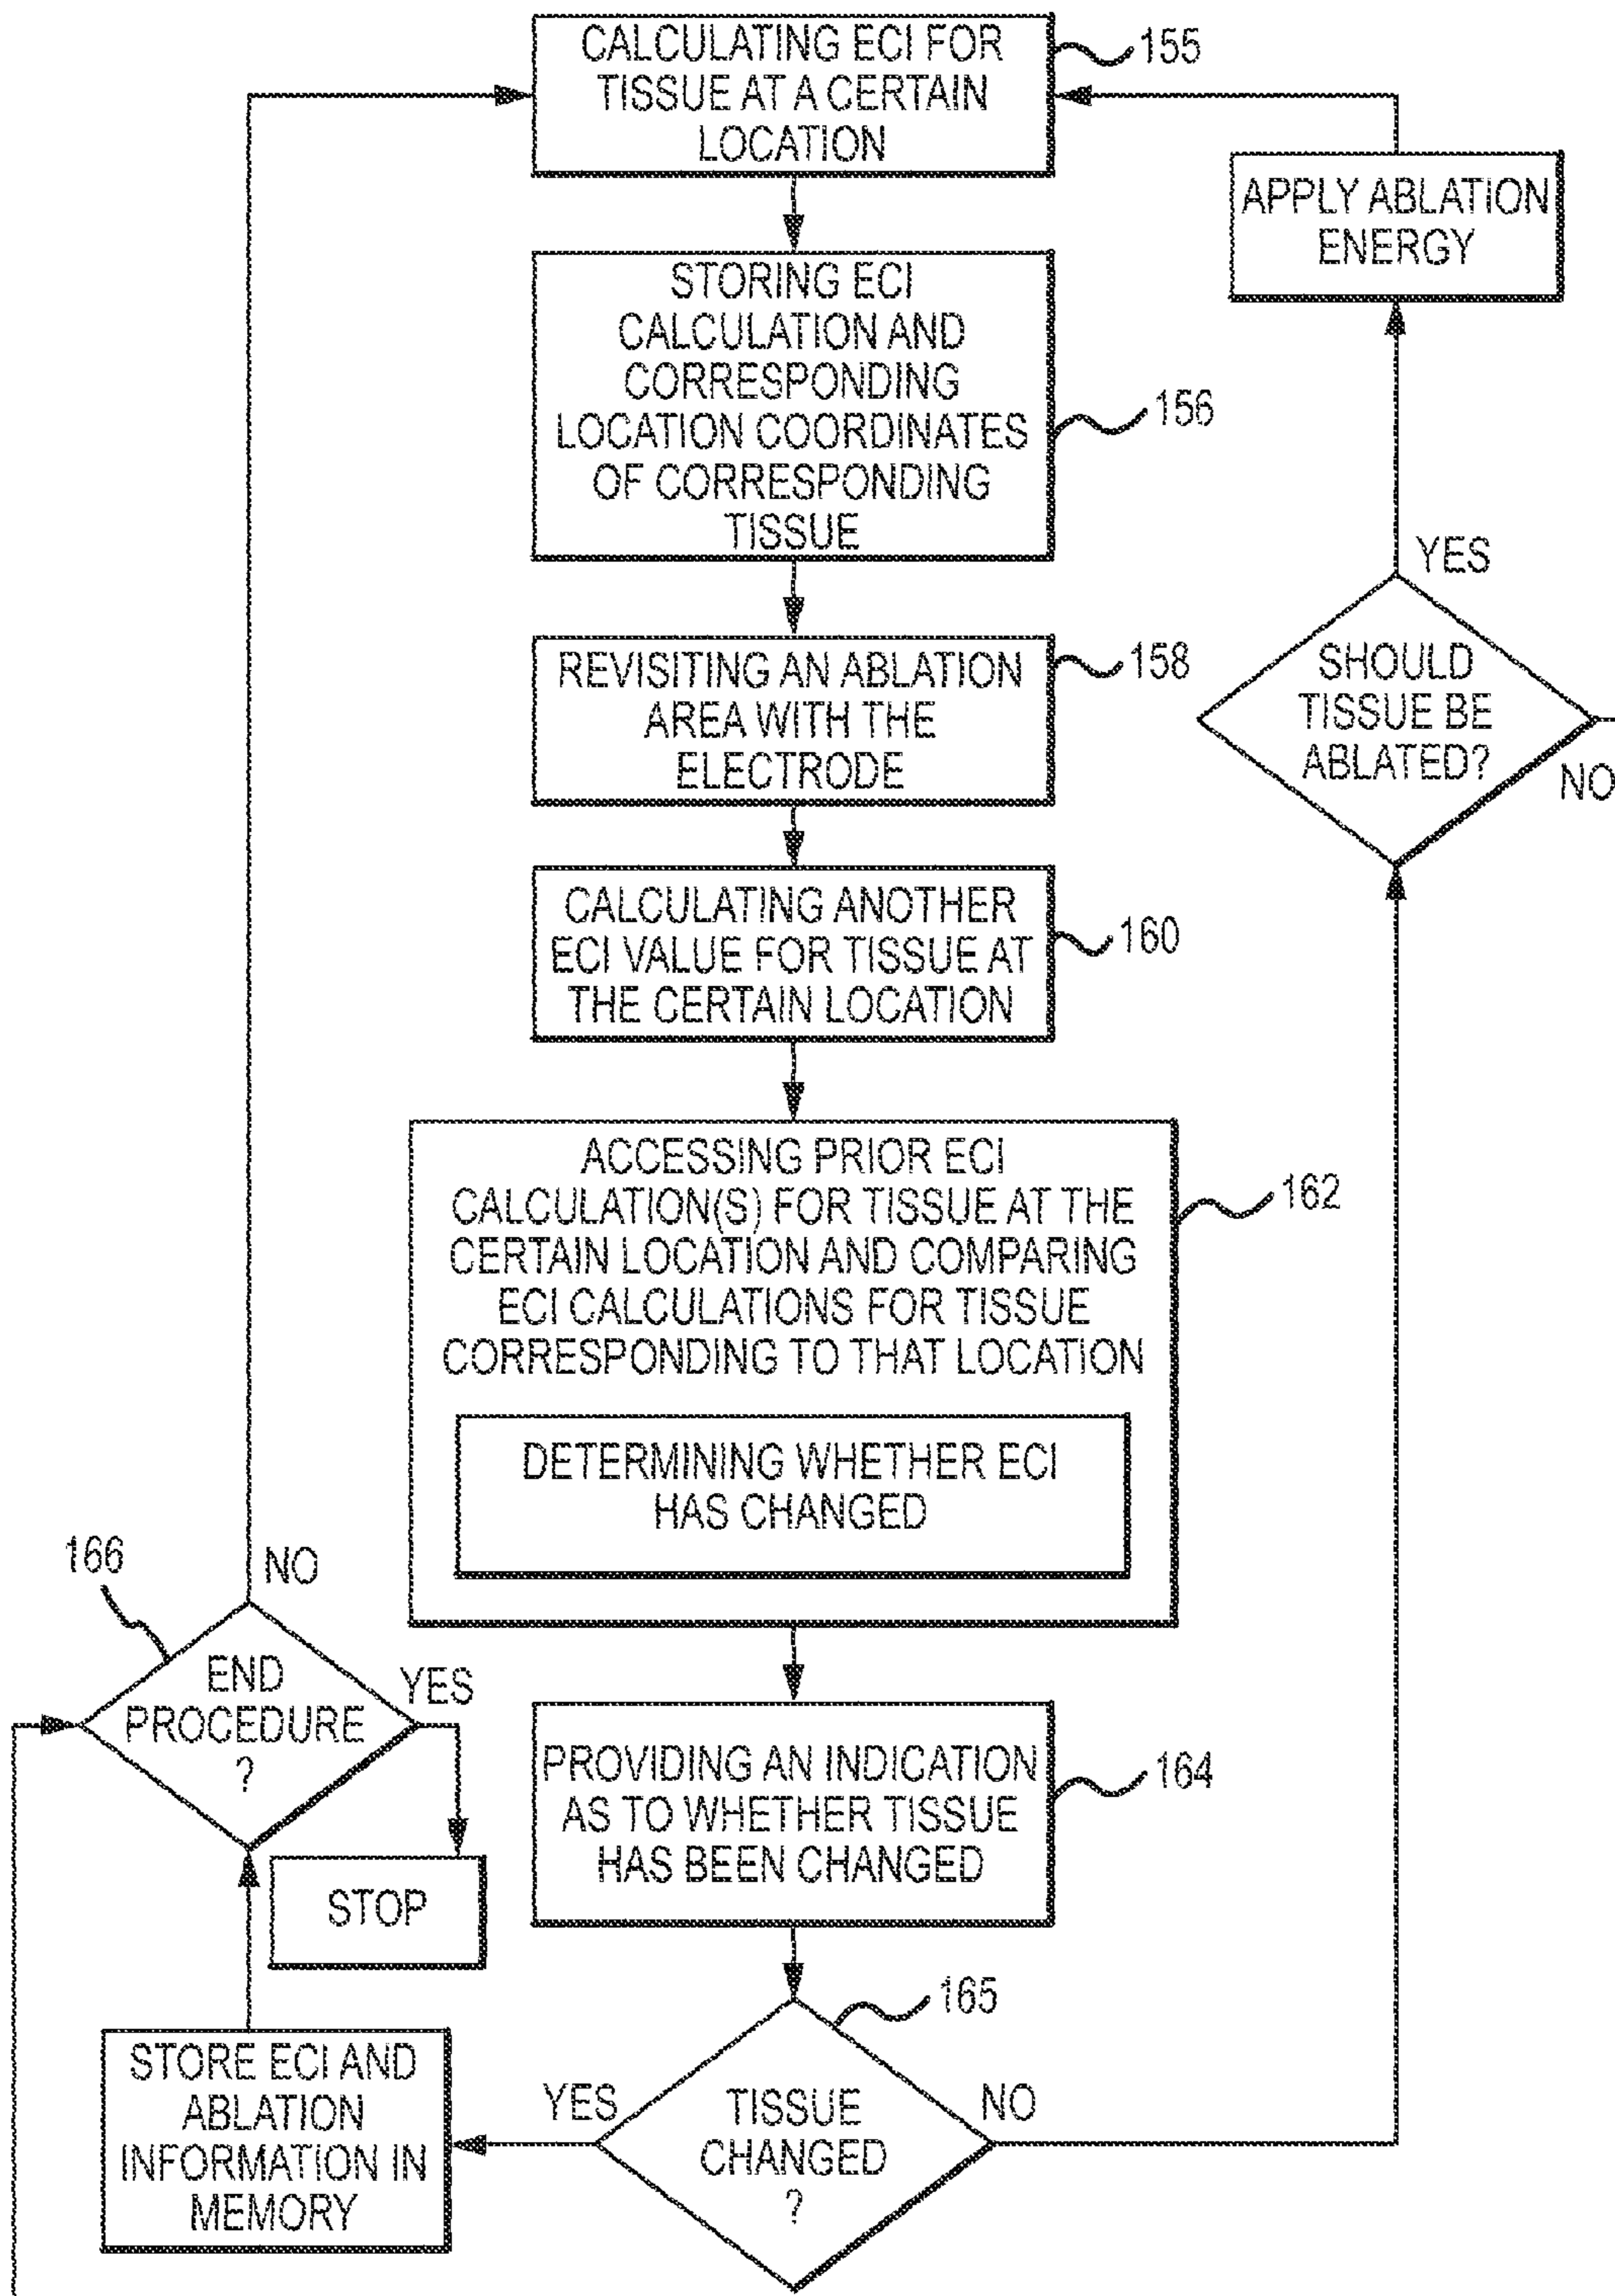 CALCULATING ECI FOR
TISSUE AT A CERTAIN
LOCATION
155
APPLY ABLATION
ENERGY
STORING ECI
CALCULATION AND
CORRESPONDING
LOCATION COORDINATES
OF CORRESPONDING
TISSUE
156
YES
SHOULD
TISSUE BE
ABLATED?
NO
REVISITING AN ABLATION
AREA WITH THE
ELECTRODE
158
CALCULATING ANOTHER
ECI VALUE FOR TISSUE AT
THE CERTAIN LOCATION
160
ACCESSING PRIOR ECI
CALCULATION(S) FOR TISSUE AT THE
CERTAIN LOCATION AND COMPARING
ECI CALCULATIONS FOR TISSUE
CORRESPONDING TO THAT LOCATION
162
DETERMINING WHETHER ECI
HAS CHANGED
166
NO
END
PROCEDURE
?
YES
STOP
PROVIDING AN INDICATION
AS TO WHETHER TISSUE
HAS BEEN CHANGED
164
165
TISSUE
CHANGED
?
YES
NO
STORE ECI AND
ABLATION
INFORMATION IN
MEMORY